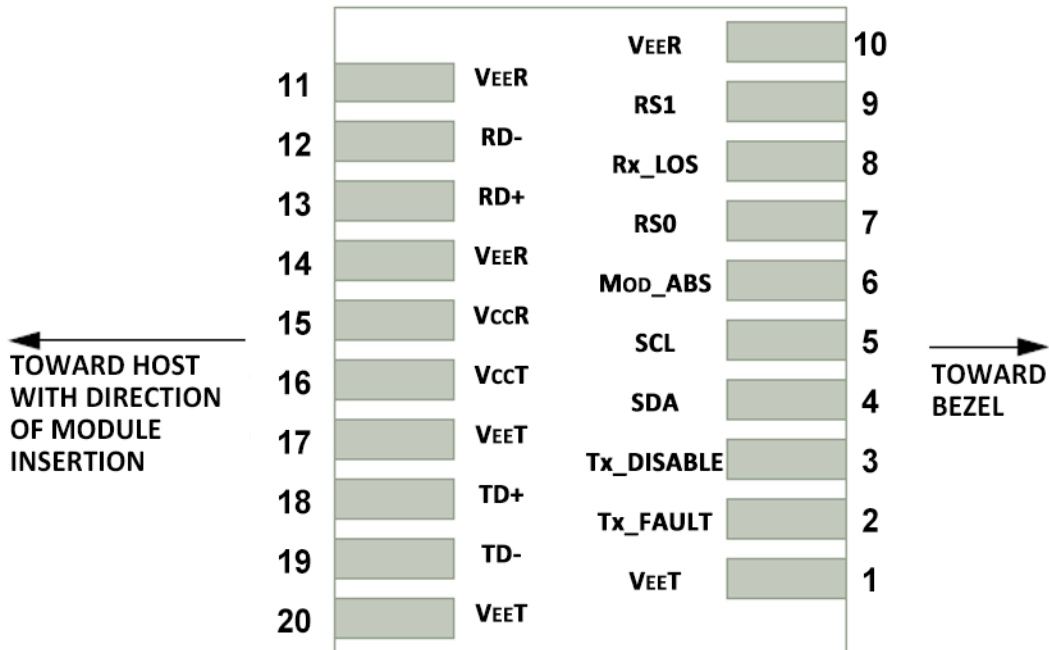 VEER 10
11 VEER
RS1 9
12 RD-
Rx_LOS 8
13 RD+
RS0 7
14 VEER
MOD_ABS 6
15 VCCR
SCL 5
16 VCCT
SDA 4
17 VEET
Tx_DISABLE 3
18 TD+
Tx_FAULT 2
19 TD-
VEET 1
20 VEET
TOWARD HOST
WITH DIRECTION
OF MODULE
INSERTION
TOWARD
BEZEL